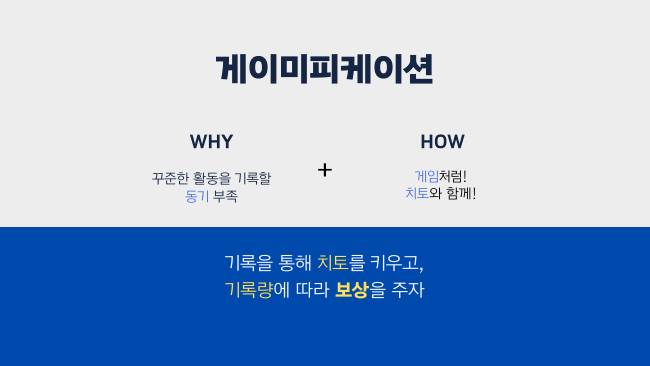 게이미피케이션
WHY
꾸준한 활동을 기록할
동기 부족
+
HOW
게임처럼!
치토와 함께!
기록을 통해 치토를 키우고,
기록량에 따라 보상을 주자